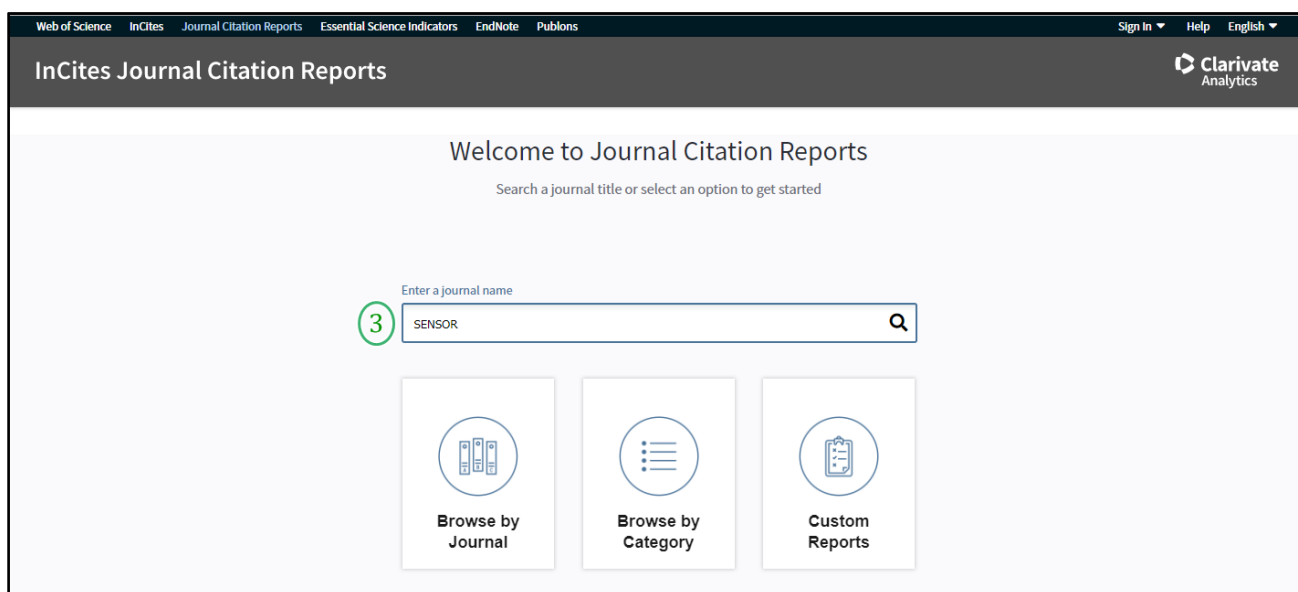 Web of Science InCites Journal Citation Reports Essential Science Indicators EndNote Publons Sign In Help English
InCites Journal Citation Reports
Clarivate
Analytics
Welcome to Journal Citation Reports
Search a journal title or select an option to get started
Enter a journal name
3 SENSOR
Browse by
Journal
Browse by
Category
Custom
Reports